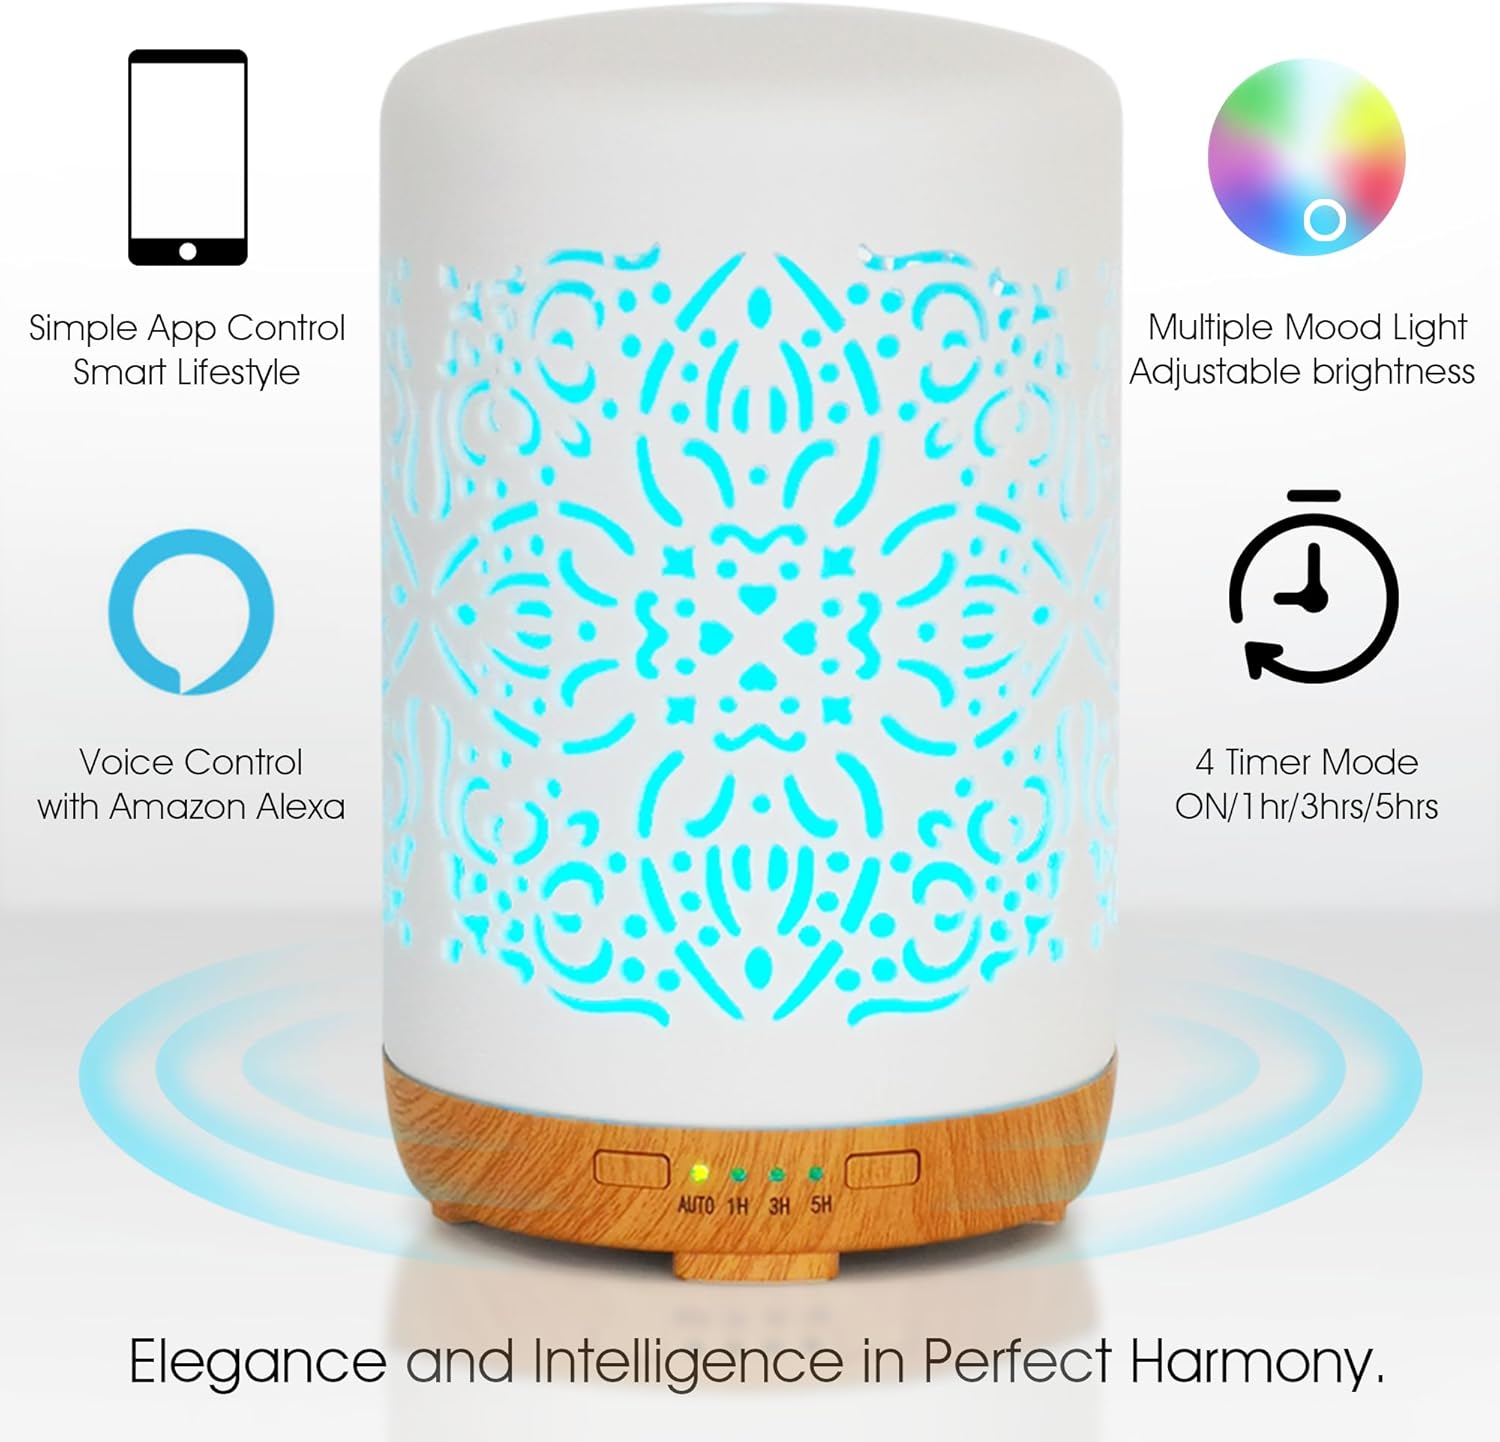 Simple App Control
Smart Lifestyle
Multiple Mood Light
Adjustable brightness
Voice Control
with Amazon Alexa
4 Timer Mode
ON/1hr/3hrs/5hrs
AUTO 1H 3H 5H
Elegance and Intelligence in Perfect Harmony.